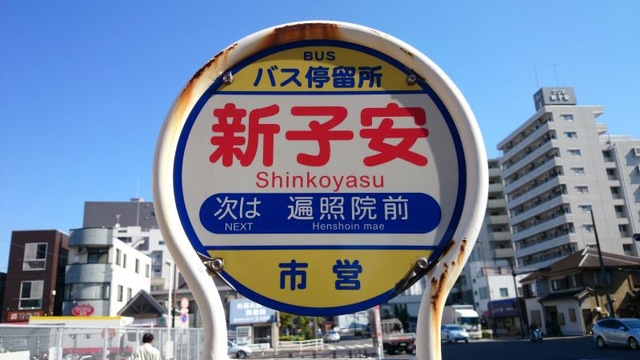 BUS
バス停留所
新子安
Shinkoyasu
次は 遍照院前
NEXT Henshoin mae
市営